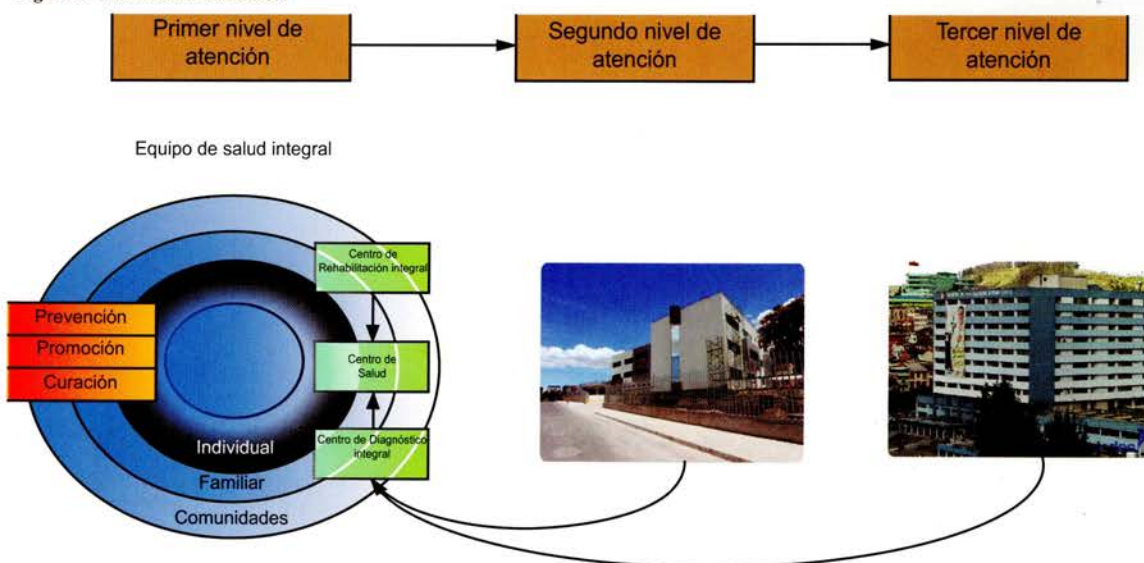 Primer nivel de
atención
Segundo nivel de
atención
Tercer nivel de
atención
Equipo de salud integral
Centro de
Rehabilitación integral
Prevención
Promoción
Curación
Centro de
Salud
Centro de Diagnóstico
integral
Individual
Familiar
Comunidades